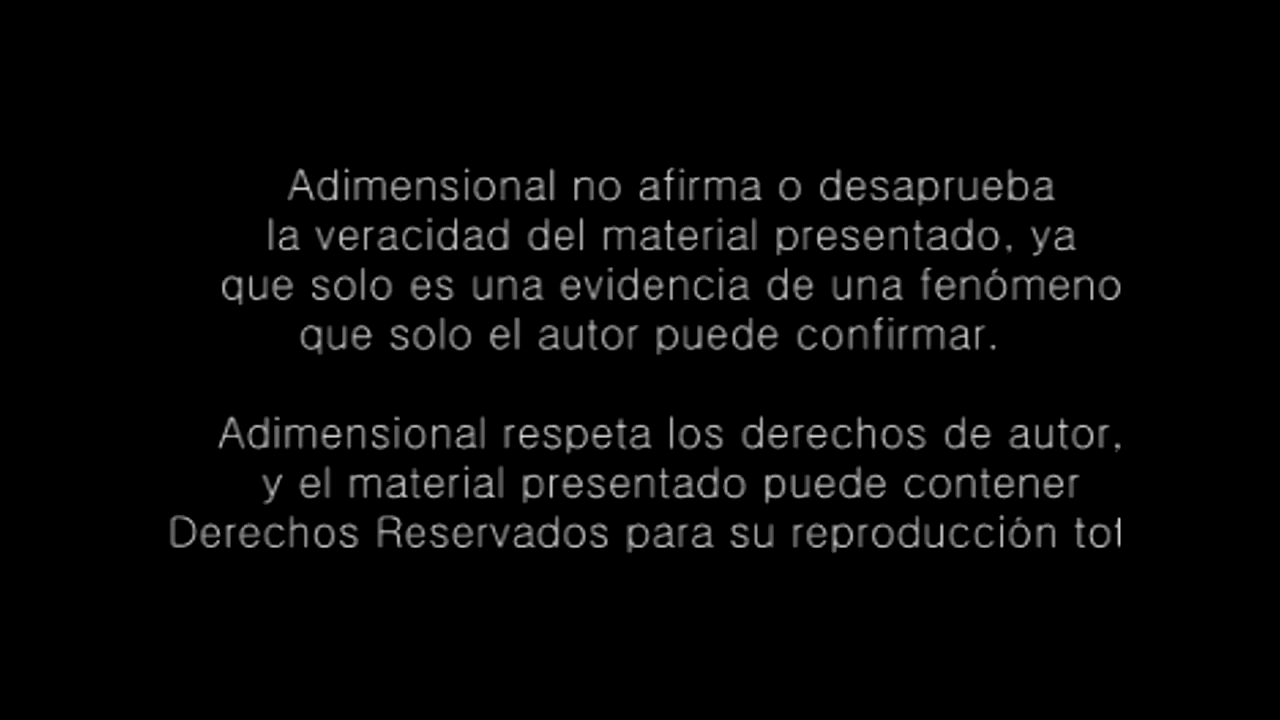 Adimensional no afirma o desaprueba
la veracidad del material presentado, ya
que solo es una evidencia de una fenómeno
que solo el autor puede confirmar.
Adimensional respeta los derechos de autor,
y el material presentado puede contener
Derechos Reservados para su reproducción